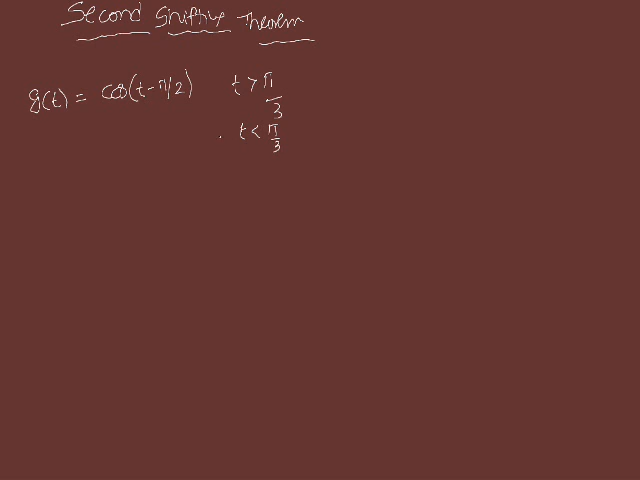 Second Shifting Theorem
g(t) = cos(t-π/2) t > π/3
t < π/3